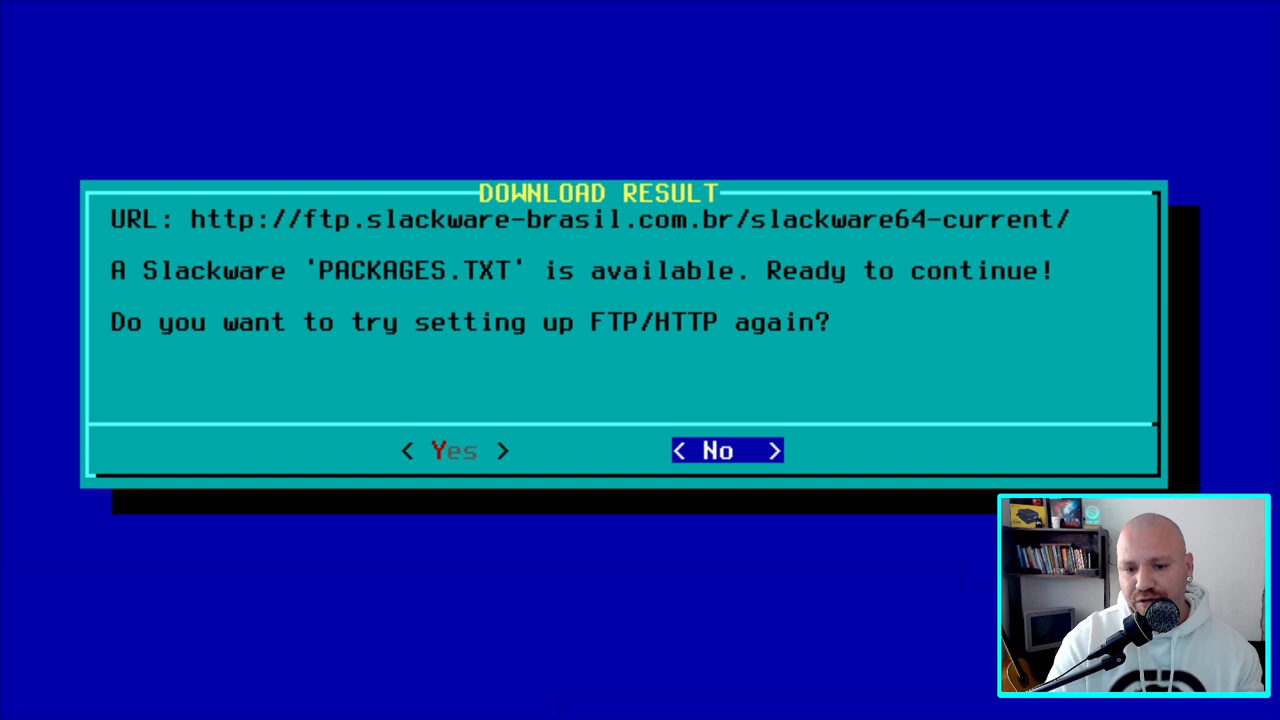 DOWNLOAD RESULT
URL: http://ftp.slackware-brasil.com.br/slackware64-current/
A Slackware 'PACKAGES.TXT' is available. Ready to continue!
Do you want to try setting up FTP/HTTP again?
< Yes > < No >